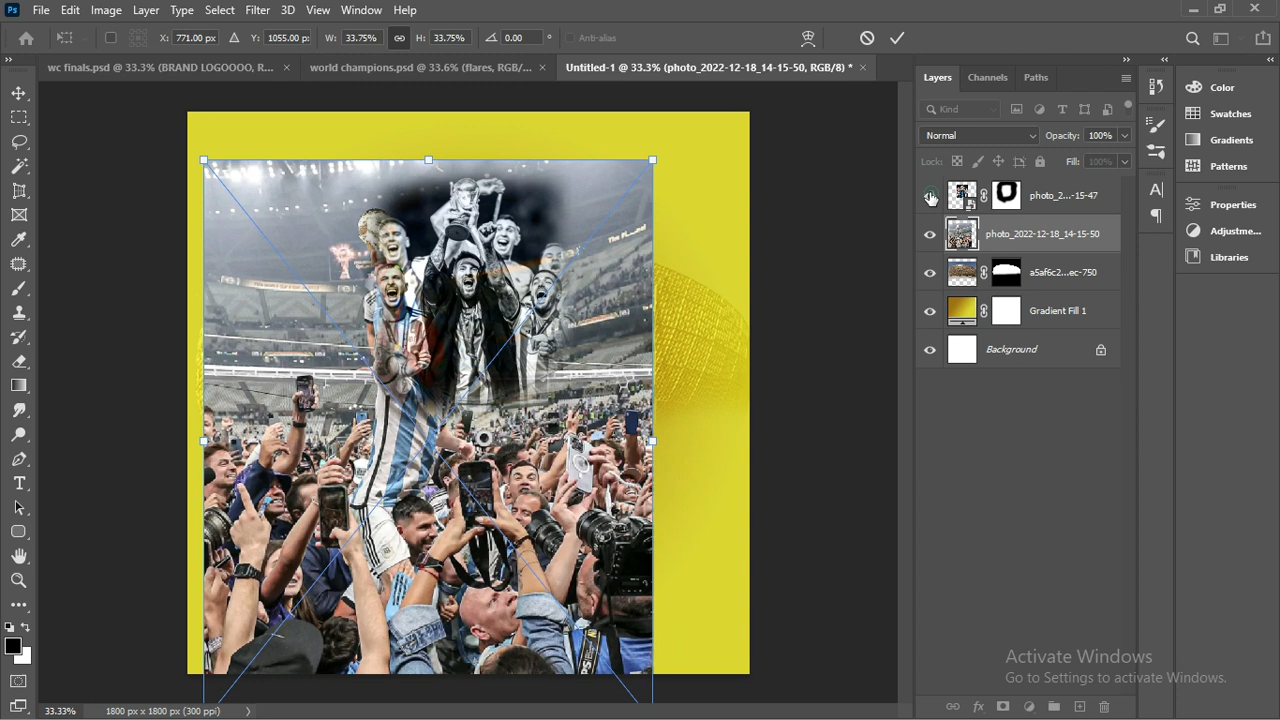 Ps File Edit Image Layer Type Select Filter 3D View Window Help
X: 771.00 px Y: 1055.00 px W: 33.75% H: 33.75% 0.00 ° Anti-alias
wc finals.psd @ 33.3% (BRAND LOGOOOO, R... × world champions.psd @ 33.6% (flares, RGB/... × Untitled-1 @ 33.3% (photo_2022-12-18_14-15-50, RGB/8) * ×
Layers Channels Paths
Kind
Normal Opacity: 100%
Lock: Fill: 100%
photo_2...-15-47
photo_2022-12-18_14-15-50
a5af6c2...ec-750
Gradient Fill 1
Background
Color
Swatches
Gradients
Patterns
Properties
Adjustme...
Libraries
Activate Windows
Go to Settings to activate Windows.
33.33% 1800 px x 1800 px (300 ppi)